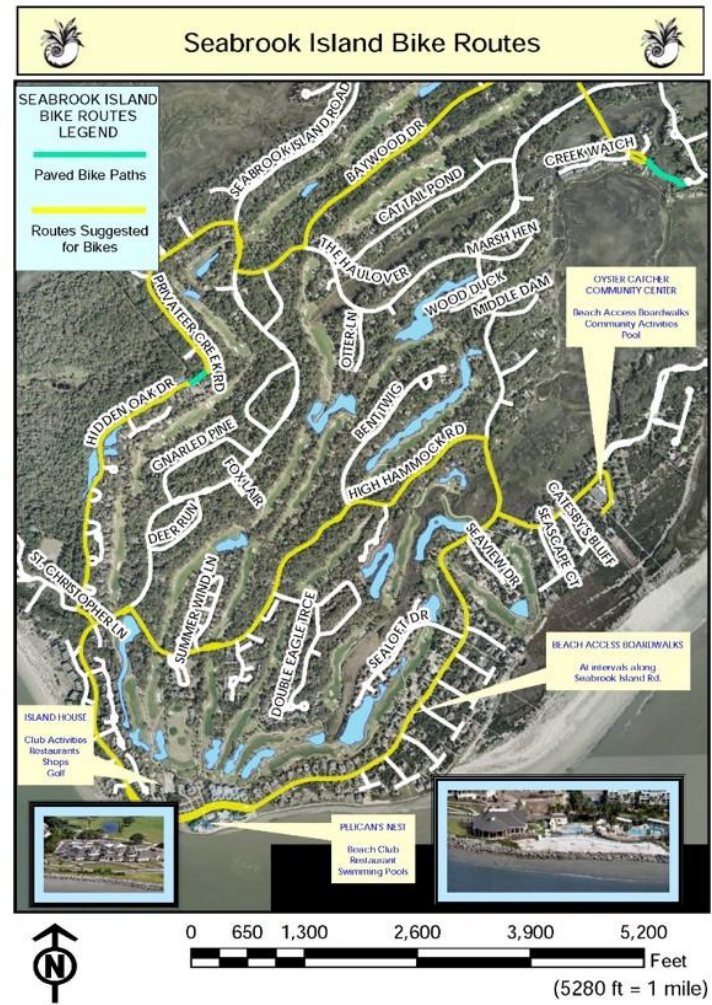 Seabrook Island Bike Routes
SEABROOK ISLAND
BIKE ROUTES
LEGEND
Paved Bike Paths
Routes Suggested
for Bikes
SEABROOK ISLAND ROAD
BAYWOOD DR
CREEK WATCH
CATTAIL POND
MARSH HEN
THE HAULOVER
WOOD DUCK
MIDDLE DAM
OYSTER CATCHER
COMMUNITY CENTER
Beach Access Boardwalks
Community Activities
Pool
PRIVATEER CREEK RD
OTTER LN
HIDDEN OAK DR
BENT TWIG
GNARLED PINE
FOX LAIR
HIGH HAMMOCK RD
DEER RUN
CATESBY'S BLUFF
SEASCAPE CT
SEAVIEW DR
ST. CHRISTOPHER LN
SUMMER WIND LN
DOUBLE EAGLE TRCE
SEALOFT DR
BEACH ACCESS BOARDWALKS
At intervals along
Seabrook Island Rd.
ISLAND HOUSE
Club Activities
Restaurants
Shops
Golf
PELICAN'S NEST
Beach Club
Restaurant
Swimming Pools
N
0 650 1,300 2,600 3,900 5,200
Feet
(5280 ft = 1 mile)